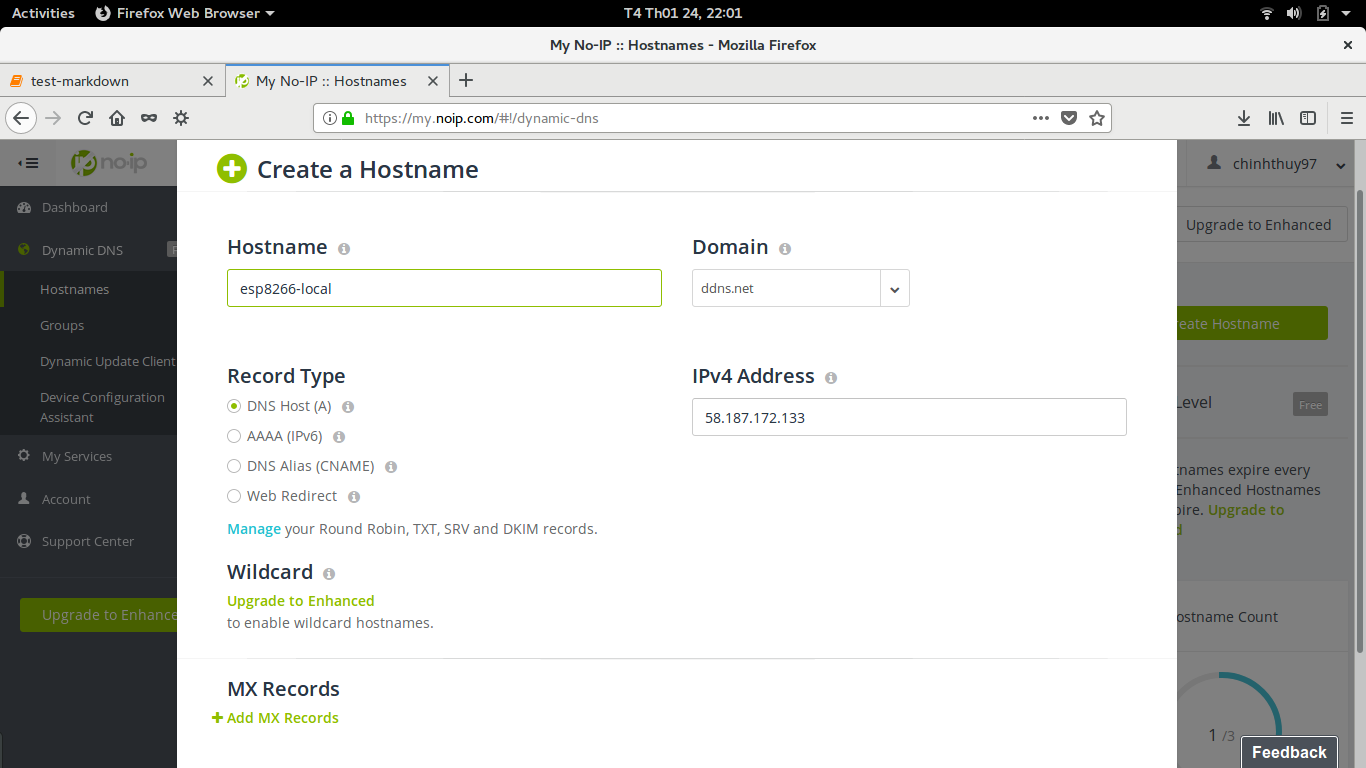 Activities Firefox Web Browser T4 Th01 24, 22:01
My No-IP :: Hostnames - Mozilla Firefox
test-markdown My No-IP :: Hostnames
https://my.noip.com/#!/dynamic-dns
no-ip
chinhthuy97
Create a Hostname
Dashboard
Upgrade to Enhanced
Dynamic DNS
Hostname
Domain
Hostnames
esp8266-local
ddns.net
Groups
eate Hostname
Dynamic Update Client
Record Type
IPv4 Address
Device Configuration
Assistant
DNS Host (A)
58.187.172.133
Level
Free
AAAA (IPv6)
My Services
DNS Alias (CNAME)
tnames expire every
Enhanced Hostnames
Web Redirect
Account
ire. Upgrade to
d
Manage your Round Robin, TXT, SRV and DKIM records.
Support Center
Wildcard
Upgrade to Enhanced
to enable wildcard hostnames.
Upgrade to Enhance
ostname Count
MX Records
Add MX Records
1 /3
Feedback